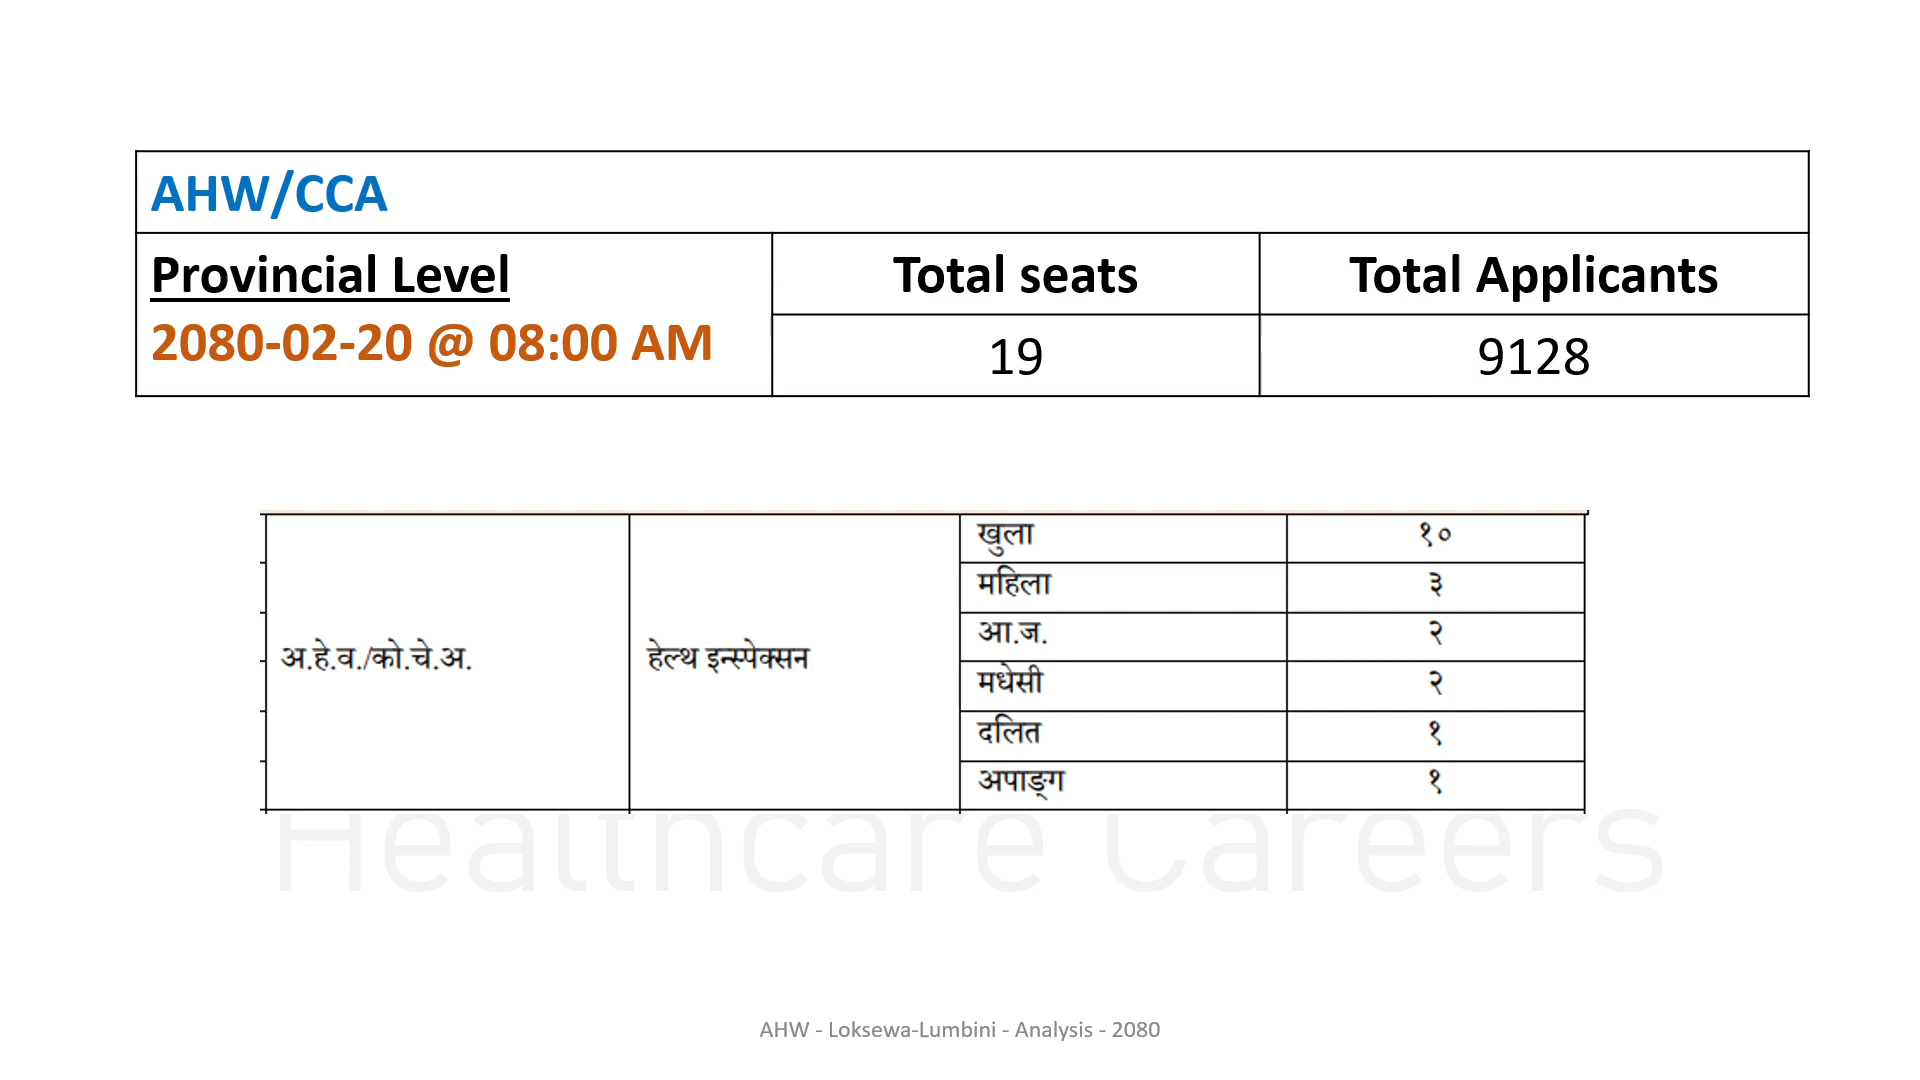 AHW/CCA
Provincial Level
2080-02-20 @ 08:00 AM
Total seats
Total Applicants
19
9128
अ.हे.व./को.चे.अ.
हेल्थ इन्स्पेक्सन
खुला १०
महिला ३
आ.ज. २
मधेसी २
दलित १
अपाङ्ग १
Healthcare Careers
AHW - Loksewa-Lumbini - Analysis - 2080